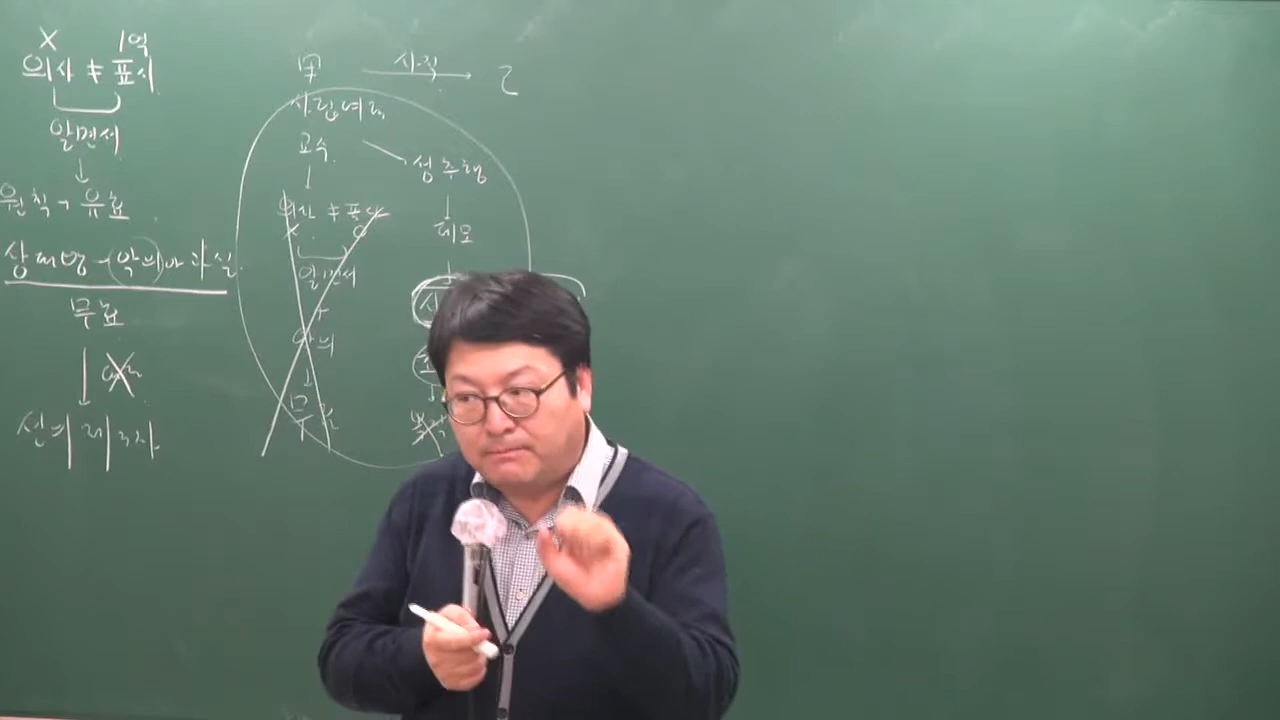 X 1억
의사 ≠ 표시
알면서
↓
원칙 → 유효
상대방 → 악의 or 과실
무효
↓
선의 제3자
甲 사직 → 乙
사립여
교수
↓
의사 ≠ 표시
X O
알면서
+
악의
↓
무효
성추행
↓
데모
↓
사